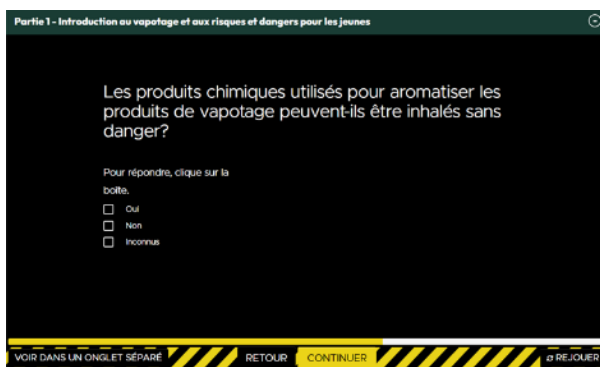 Partie 1 - Introduction au vapotage et aux risques et dangers pour les jeunes
Les produits chimiques utilisés pour aromatiser les
produits de vapotage peuvent-ils être inhalés sans
danger?
Pour répondre, clique sur la
boîte.
Oui
Non
Inconnus
VOIR DANS UN ONGLET SÉPARÉ RETOUR CONTINUER REJOUER